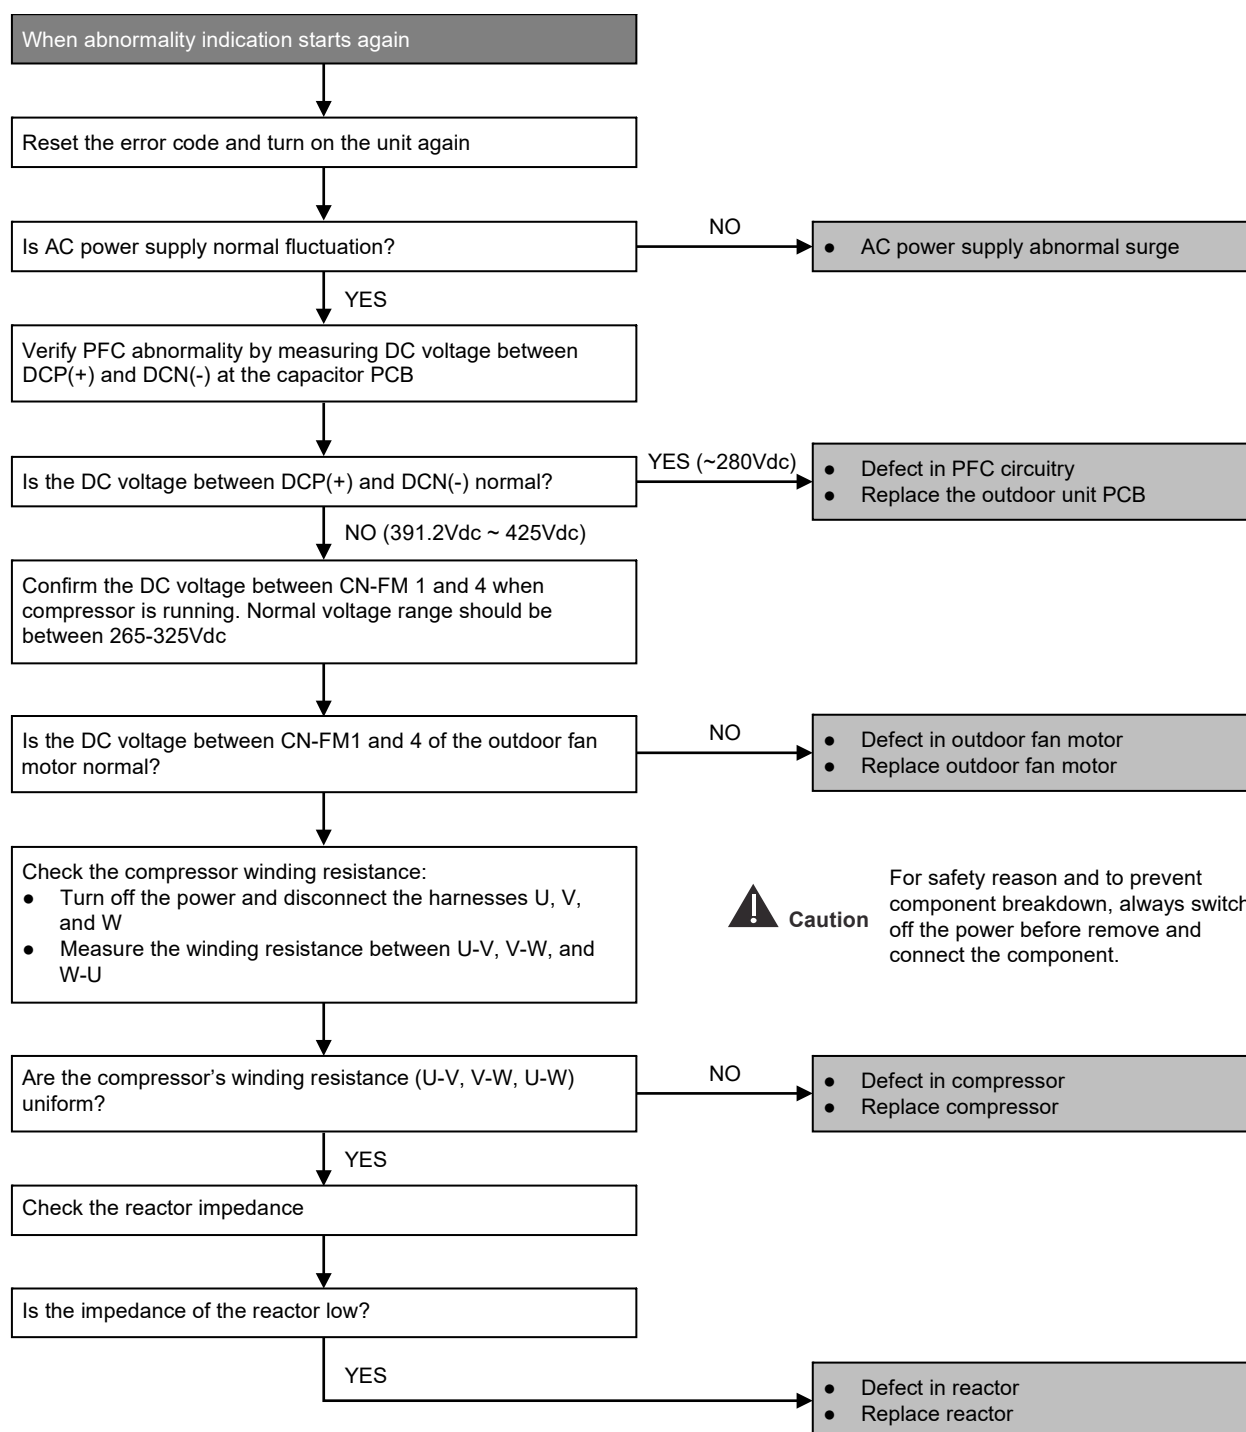 When abnormality indication starts again
Reset the error code and turn on the unit again
Is AC power supply normal fluctuation?
NO
● AC power supply abnormal surge
YES
Verify PFC abnormality by measuring DC voltage between
DCP(+) and DCN(-) at the capacitor PCB
Is the DC voltage between DCP(+) and DCN(-) normal?
YES (~280Vdc)
● Defect in PFC circuitry
● Replace the outdoor unit PCB
NO (391.2Vdc ~ 425Vdc)
Confirm the DC voltage between CN-FM 1 and 4 when
compressor is running. Normal voltage range should be
between 265-325Vdc
Is the DC voltage between CN-FM1 and 4 of the outdoor fan
motor normal?
NO
● Defect in outdoor fan motor
● Replace outdoor fan motor
Check the compressor winding resistance:
● Turn off the power and disconnect the harnesses U, V,
and W
● Measure the winding resistance between U-V, V-W, and
W-U
Caution
For safety reason and to prevent
component breakdown, always switch
off the power before remove and
connect the component.
Are the compressor’s winding resistance (U-V, V-W, U-W)
uniform?
NO
● Defect in compressor
● Replace compressor
YES
Check the reactor impedance
Is the impedance of the reactor low?
YES
● Defect in reactor
● Replace reactor